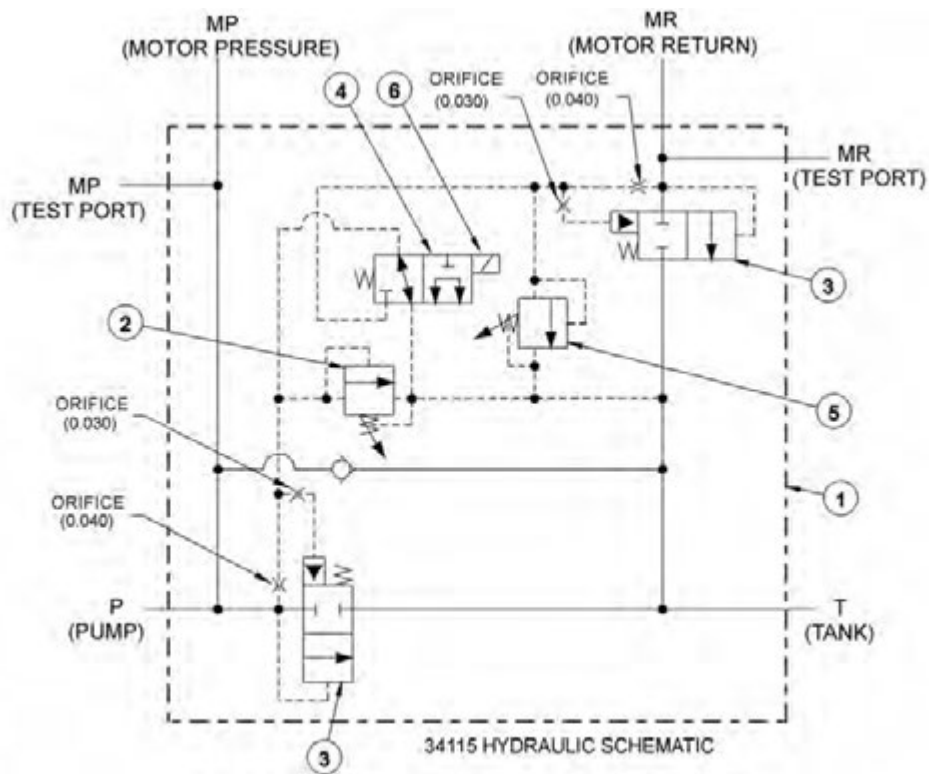 MP
(MOTOR PRESSURE)
MR
(MOTOR RETURN)
ORIFICE
(0.030)
ORIFICE
(0.040)
4
6
MR
(TEST PORT)
MP
(TEST PORT)
3
2
5
ORIFICE
(0.030)
1
ORIFICE
(0.040)
P
(PUMP)
T
(TANK)
3
34115 HYDRAULIC SCHEMATIC